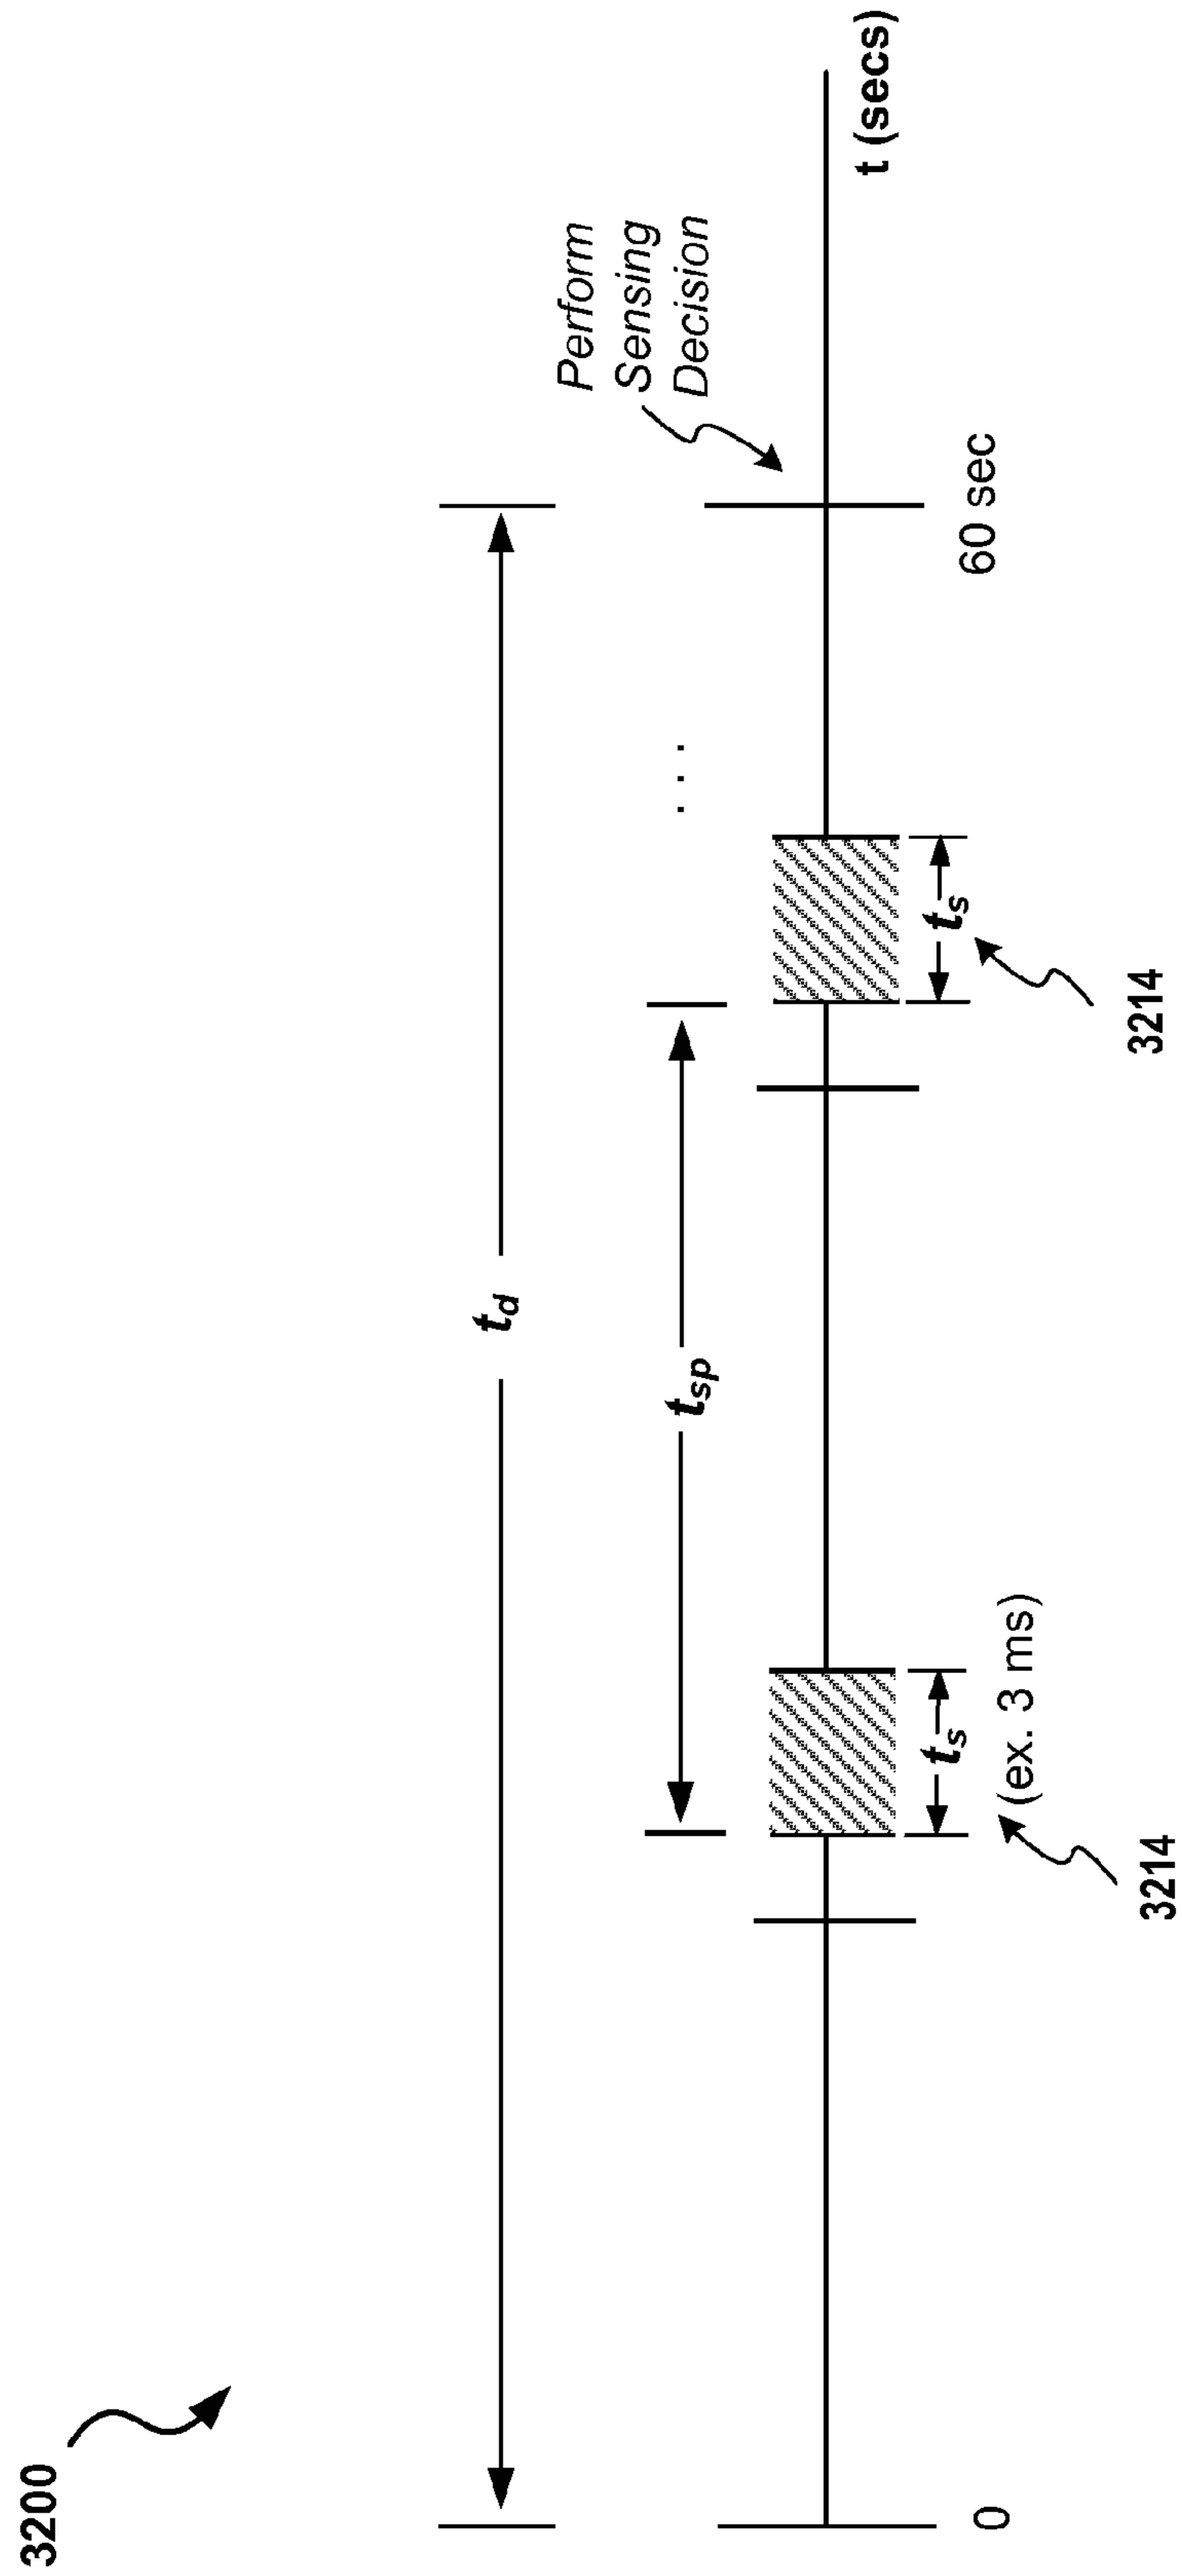 3200
t_d
t_sp
. . .
Perform
Sensing
Decision
t_s
t_s
(ex. 3 ms)
3214
3214
0
60 sec
t (secs)